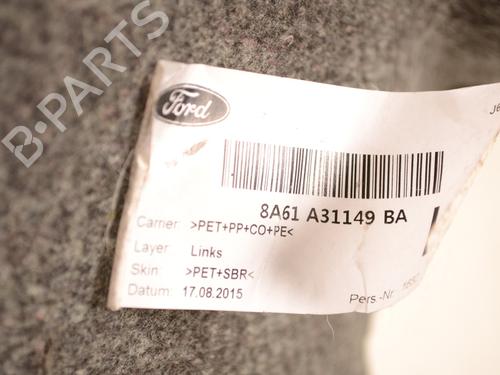 B-PARTS
Ford
8A61 A31149 BA
Carrier: >PET+PP+CO+PE<
Layer: Links
Skin: >PET+SBR<
Datum: 17.08.2015
Pers.-Nr.: